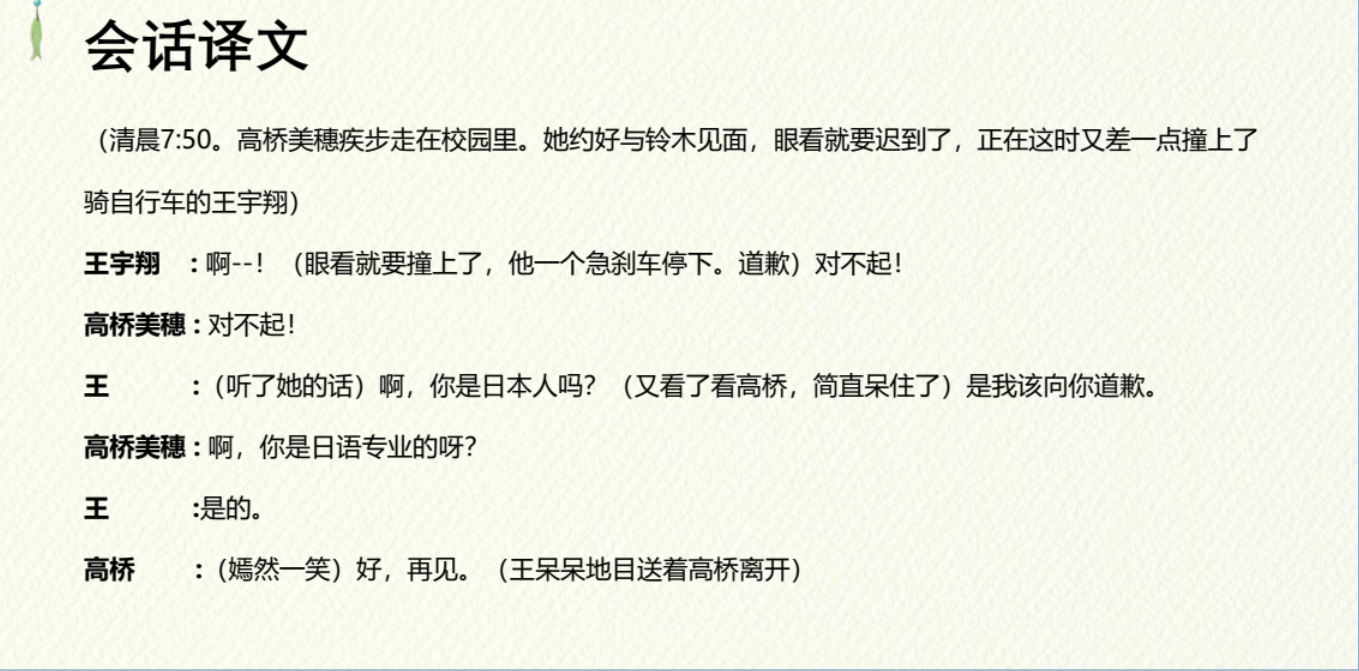 会话译文
（清晨7:50。高桥美穗疾步走在校园里。她约好与铃木见面，眼看就要迟到了，正在这时又差一点撞上了
骑自行车的王宇翔）
王宇翔 ：啊--！（眼看就要撞上了，他一个急刹车停下。道歉）对不起！
高桥美穗：对不起！
王 ：（听了她的话）啊，你是日本人吗？（又看了看高桥，简直呆住了）是我该向你道歉。
高桥美穗：啊，你是日语专业的呀？
王 :是的。
高桥 ：（嫣然一笑）好，再见。（王呆呆地目送着高桥离开）